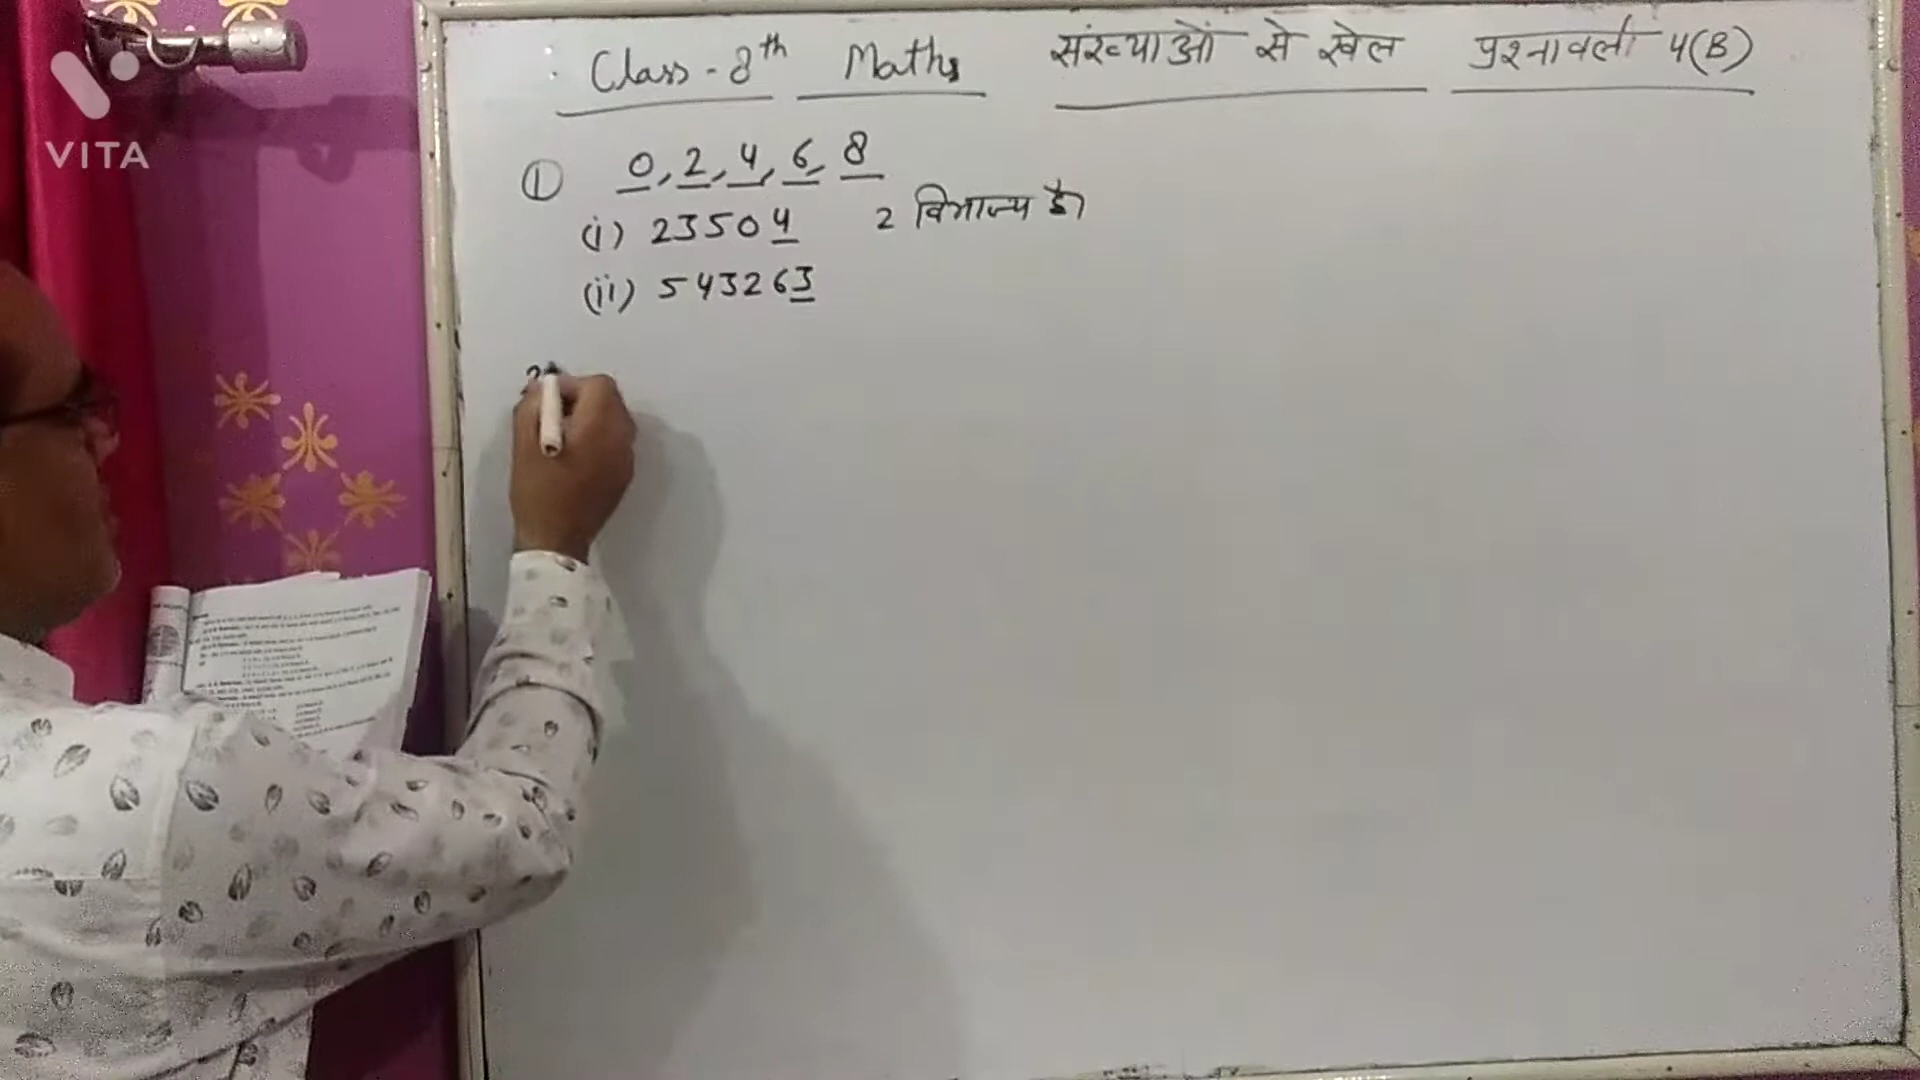 VITA
Class-8th Maths संख्याओं से खेल प्रश्नावली 4(B)
① 0, 2, 4, 6, 8
(i) 23504 2 विभाज्य है।
(ii) 543263